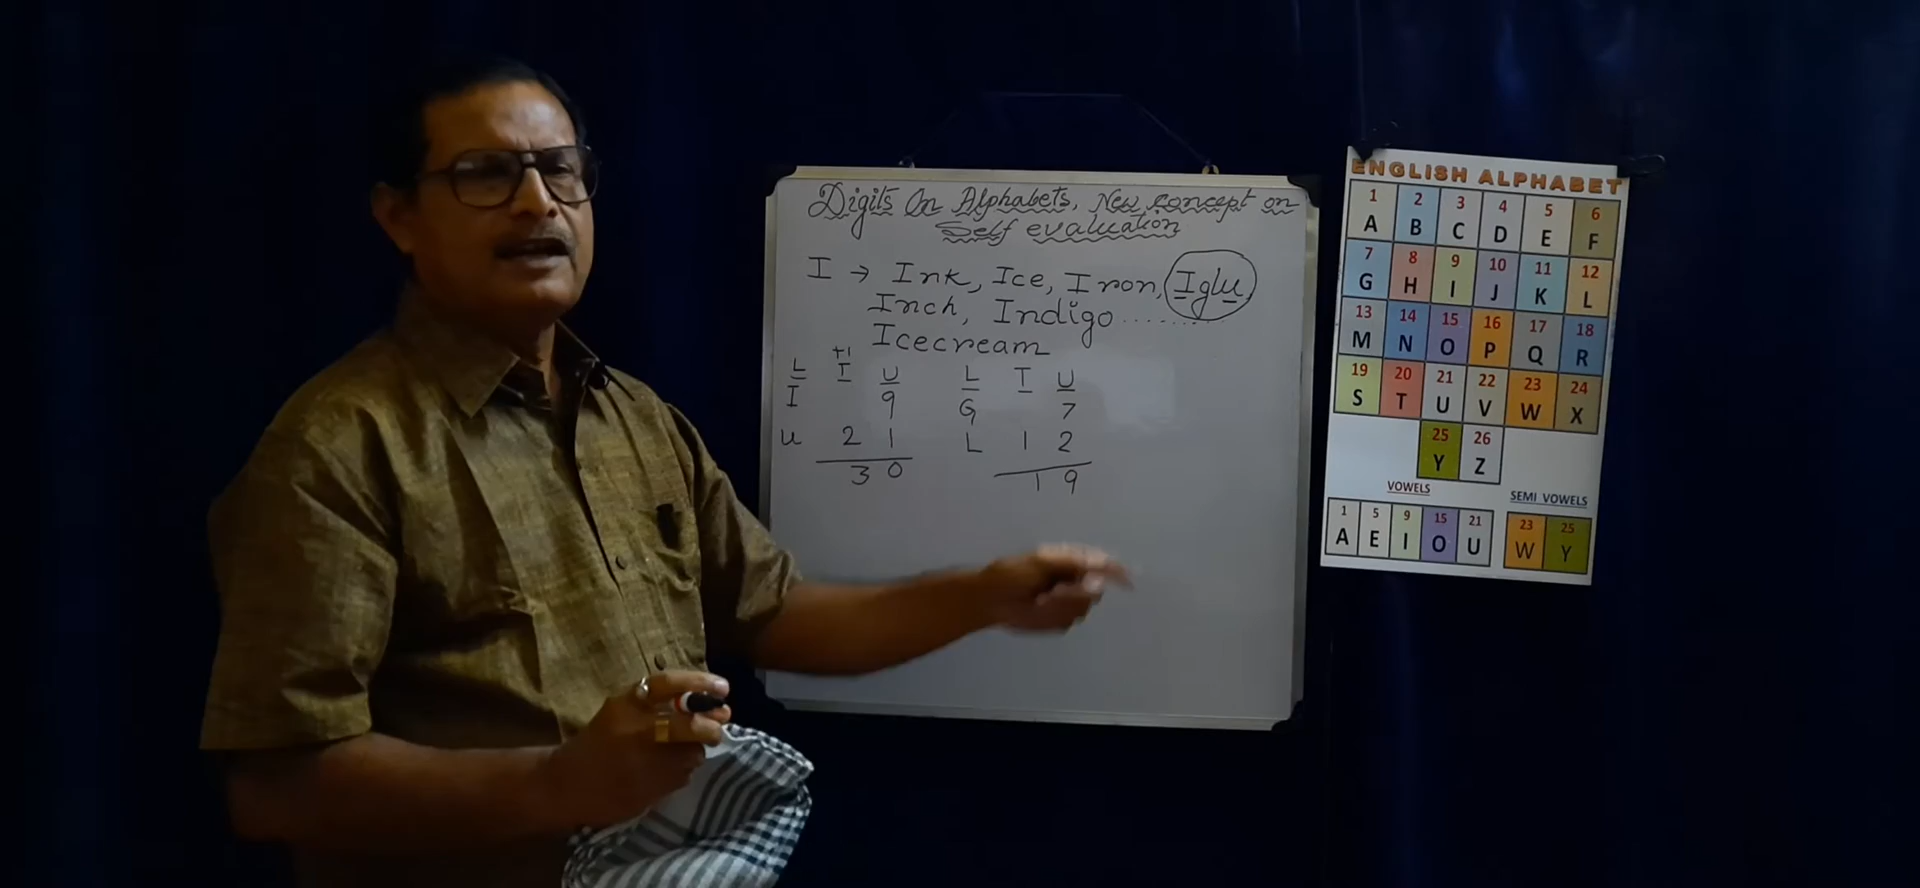 Digits On Alphabets, New concept on
Self evaluation
I → Ink, Ice, Iron, Iglu,
Inch, Indigo..........
Icecream
+1
L T U
I 9
U 2 1
3 0
L T U
G 7
L 1 2
1 9
ENGLISH ALPHABET
1 2 3 4 5 6
A B C D E F
7 8 9 10 11 12
G H I J K L
13 14 15 16 17 18
M N O P Q R
19 20 21 22 23 24
S T U V W X
25 26
Y Z
VOWELS
1 5 9 15 21
A E I O U
SEMI VOWELS
23 25
W Y